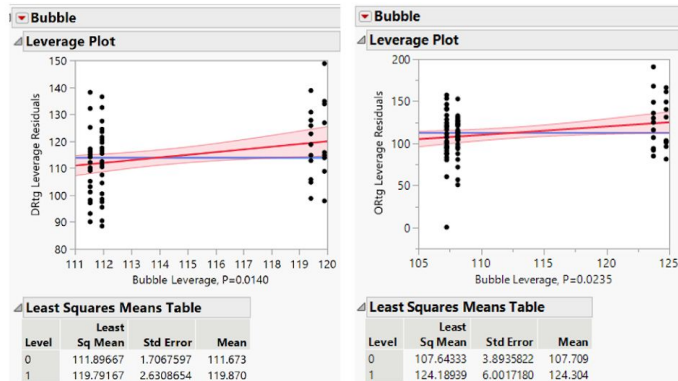 Bubble
Leverage Plot
150
140
130
120
110
100
90
80
DRtg Leverage Residuals
111 112 113 114 115 116 117 118 119 120
Bubble Leverage, P=0.0140
Least Squares Means Table
Least
Level Sq Mean Std Error Mean
0 111.89667 1.7067597 111.673
1 119.79167 2.6308654 119.870
Bubble
Leverage Plot
200
150
100
50
0
ORtg Leverage Residuals
105 110 115 120 125
Bubble Leverage, P=0.0235
Least Squares Means Table
Least
Level Sq Mean Std Error Mean
0 107.64333 3.8935822 107.709
1 124.18939 6.0017180 124.304